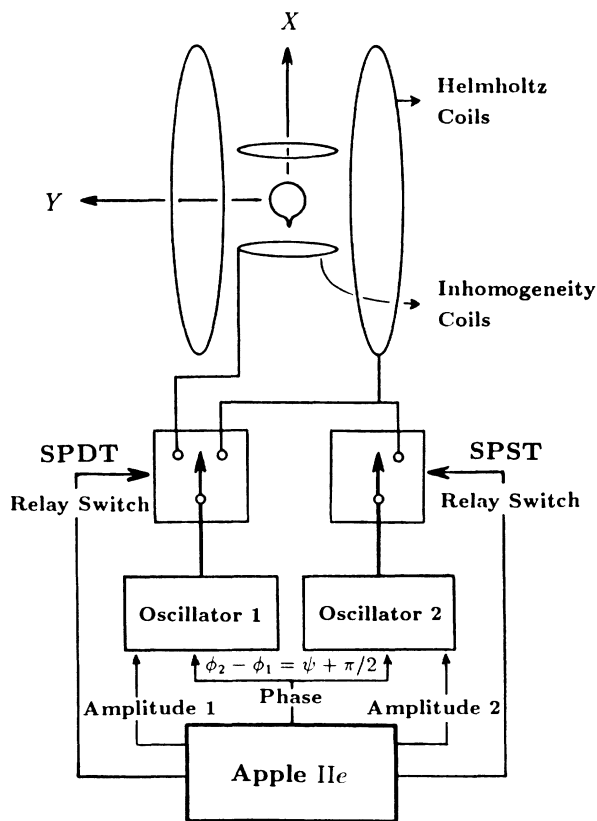 X
Helmholtz
Coils
Y
Inhomogeneity
Coils
SPDT
SPST
Relay Switch
Relay Switch
Oscillator 1
Oscillator 2
ϕ₂ − ϕ₁ = ψ + π/2
Phase
Amplitude 1
Amplitude 2
Apple IIe